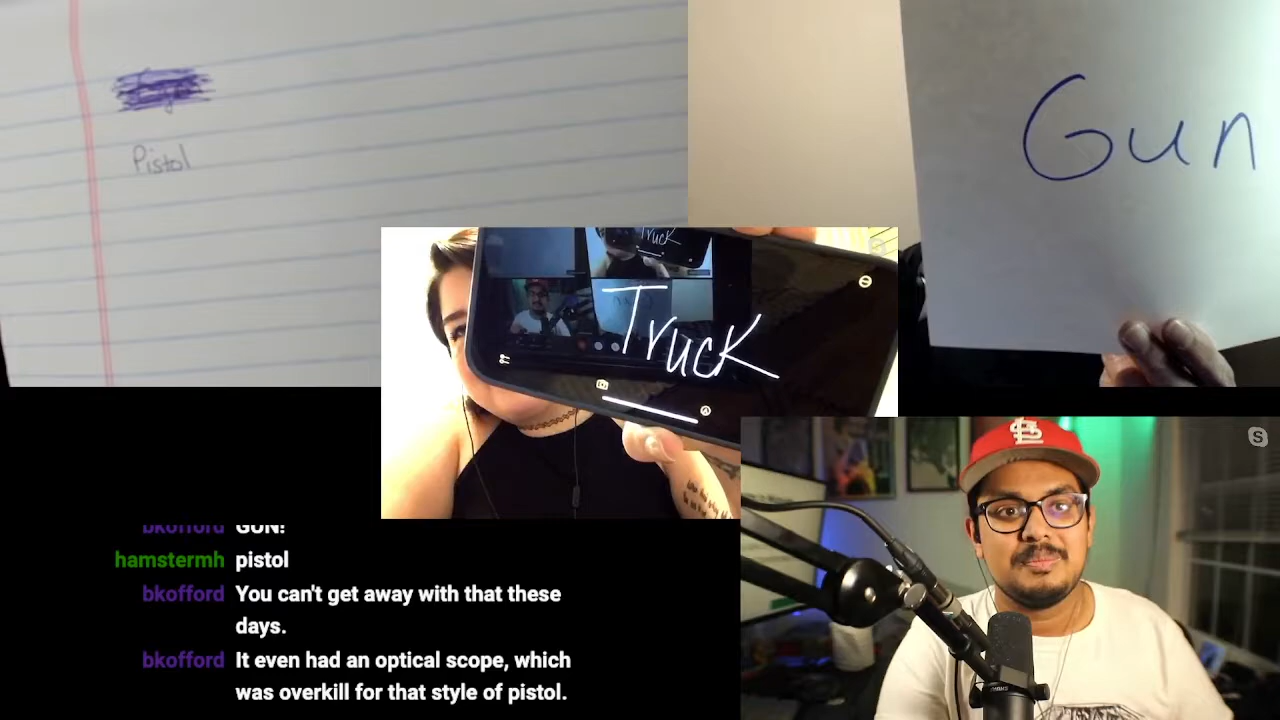 Pistol
Gun
Truck
bkofford GUN!
hamstermh pistol
bkofford You can't get away with that these
days.
bkofford It even had an optical scope, which
was overkill for that style of pistol.